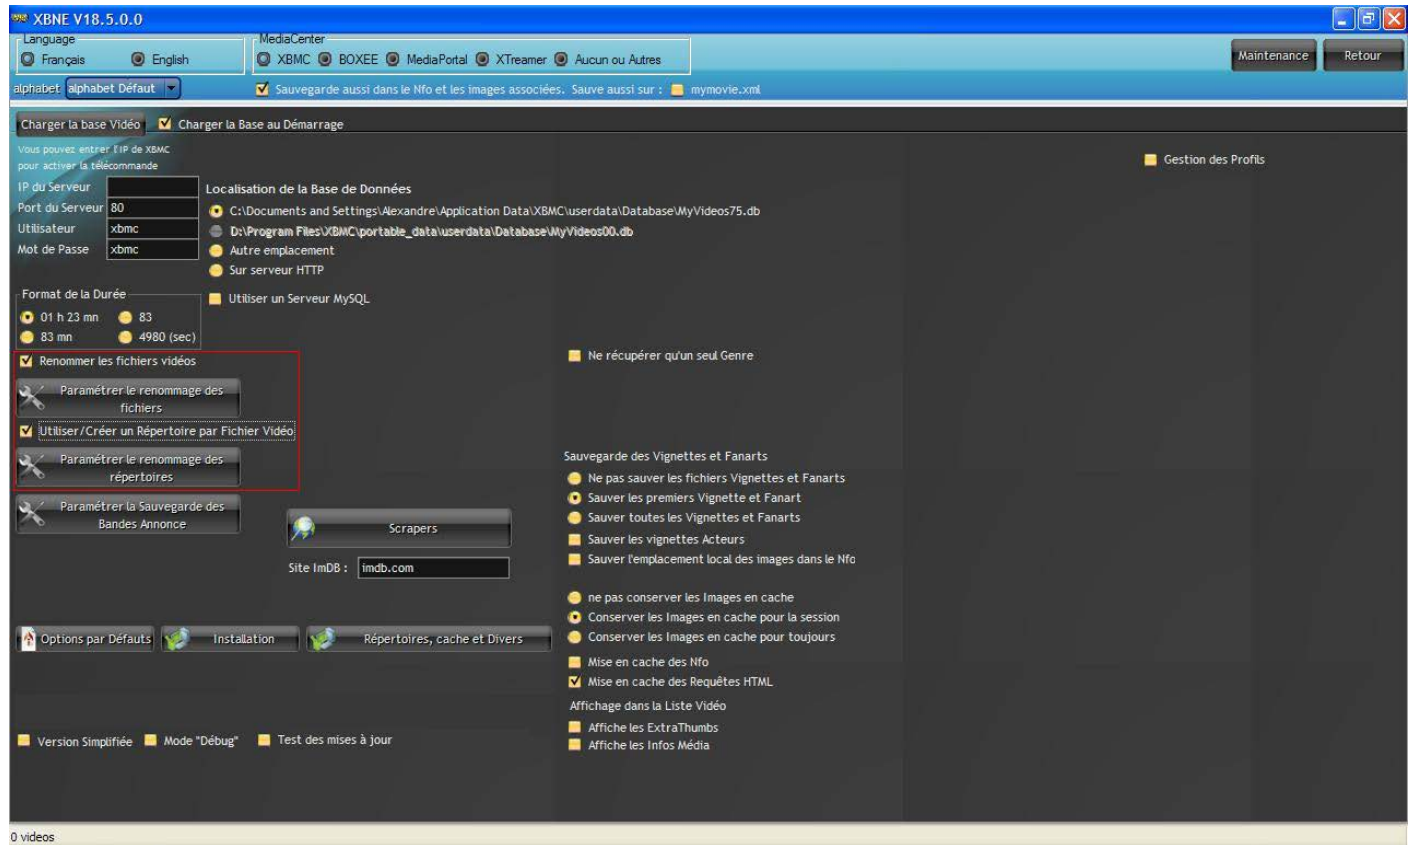 XBNE V18.5.0.0
Language
MediaCenter
Français English
XBMC BOXEE MediaPortal XTreamer Aucun ou Autres
Maintenance Retour
alphabet alphabet Défaut
Sauvegarde aussi dans le Nfo et les images associées. Sauve aussi sur : mymovie.xml
Charger la base Vidéo Charger la Base au Démarrage
Vous pouvez entrer l'IP de XBMC
pour activer la télécommande
Gestion des Profils
IP du Serveur
Localisation de la Base de Données
Port du Serveur 80
C:\Documents and Settings\Alexandre\Application Data\XBMC\userdata\Database\MyVideos75.db
Utilisateur xbmc
D:\Program Files\XBMC\portable_data\userdata\Database\MyVideos00.db
Mot de Passe xbmc
Autre emplacement
Sur serveur HTTP
Format de la Durée
Utiliser un Serveur MySQL
01 h 23 mn 83
83 mn 4980 (sec)
Renommer les fichiers vidéos
Ne récupérer qu'un seul Genre
Paramétrer le renommage des
fichiers
Utiliser/Créer un Répertoire par Fichier Vidéo
Paramétrer le renommage des
répertoires
Sauvegarde des Vignettes et Fanarts
Ne pas sauver les fichiers Vignettes et Fanarts
Sauver les premiers Vignette et Fanart
Sauver toutes les Vignettes et Fanarts
Sauver les vignettes Acteurs
Sauver l'emplacement local des images dans le Nfo
Paramétrer la Sauvegarde des
Bandes Annonce
Scrapers
Site ImDB : imdb.com
ne pas conserver les Images en cache
Conserver les Images en cache pour la session
Conserver les Images en cache pour toujours
Options par Défauts Installation Répertoires, cache et Divers
Mise en cache des Nfo
Mise en cache des Requêtes HTML
Affichage dans la Liste Vidéo
Affiche les ExtraThumbs
Affiche les Infos Média
Version Simplifiée Mode "Débug" Test des mises à jour
0 videos